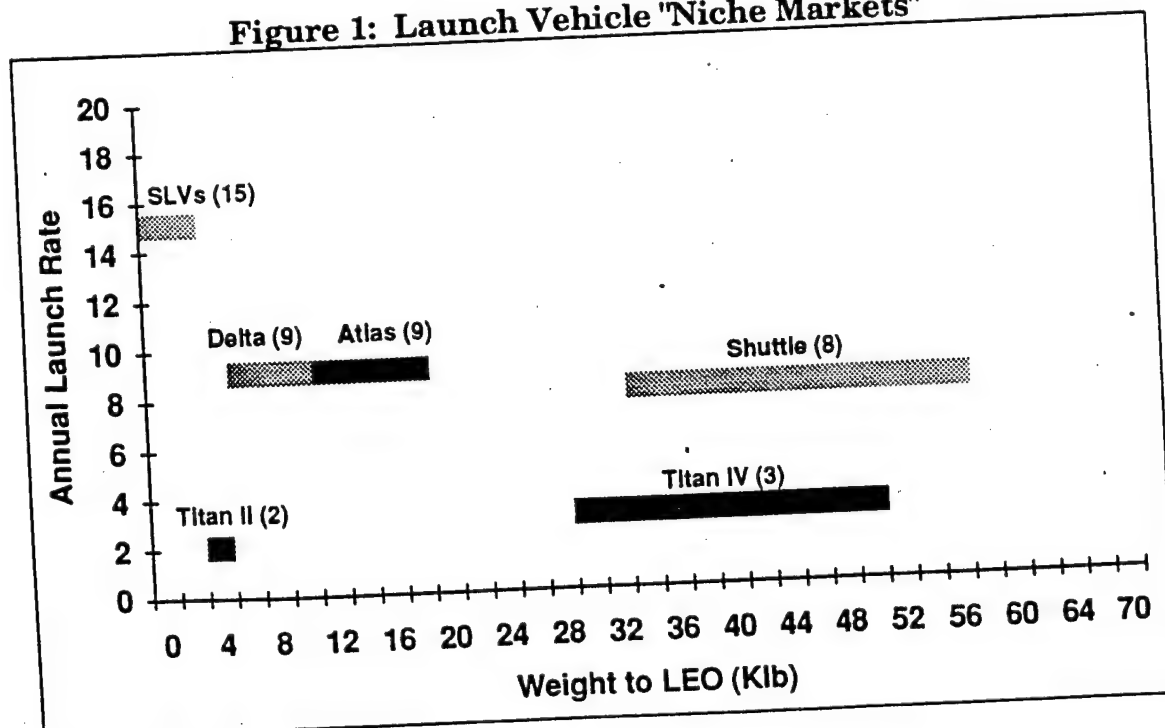 Figure 1: Launch Vehicle "Niche Markets"
20
18
SLVs (15)
16
14
12
Delta (9) Atlas (9)
Shuttle (8)
10
8
6
Titan IV (3)
4
Titan II (2)
2
0
0 4 8 12 16 20 24 28 32 36 40 44 48 52 56 60 64 70
Annual Launch Rate
Weight to LEO (Klb)